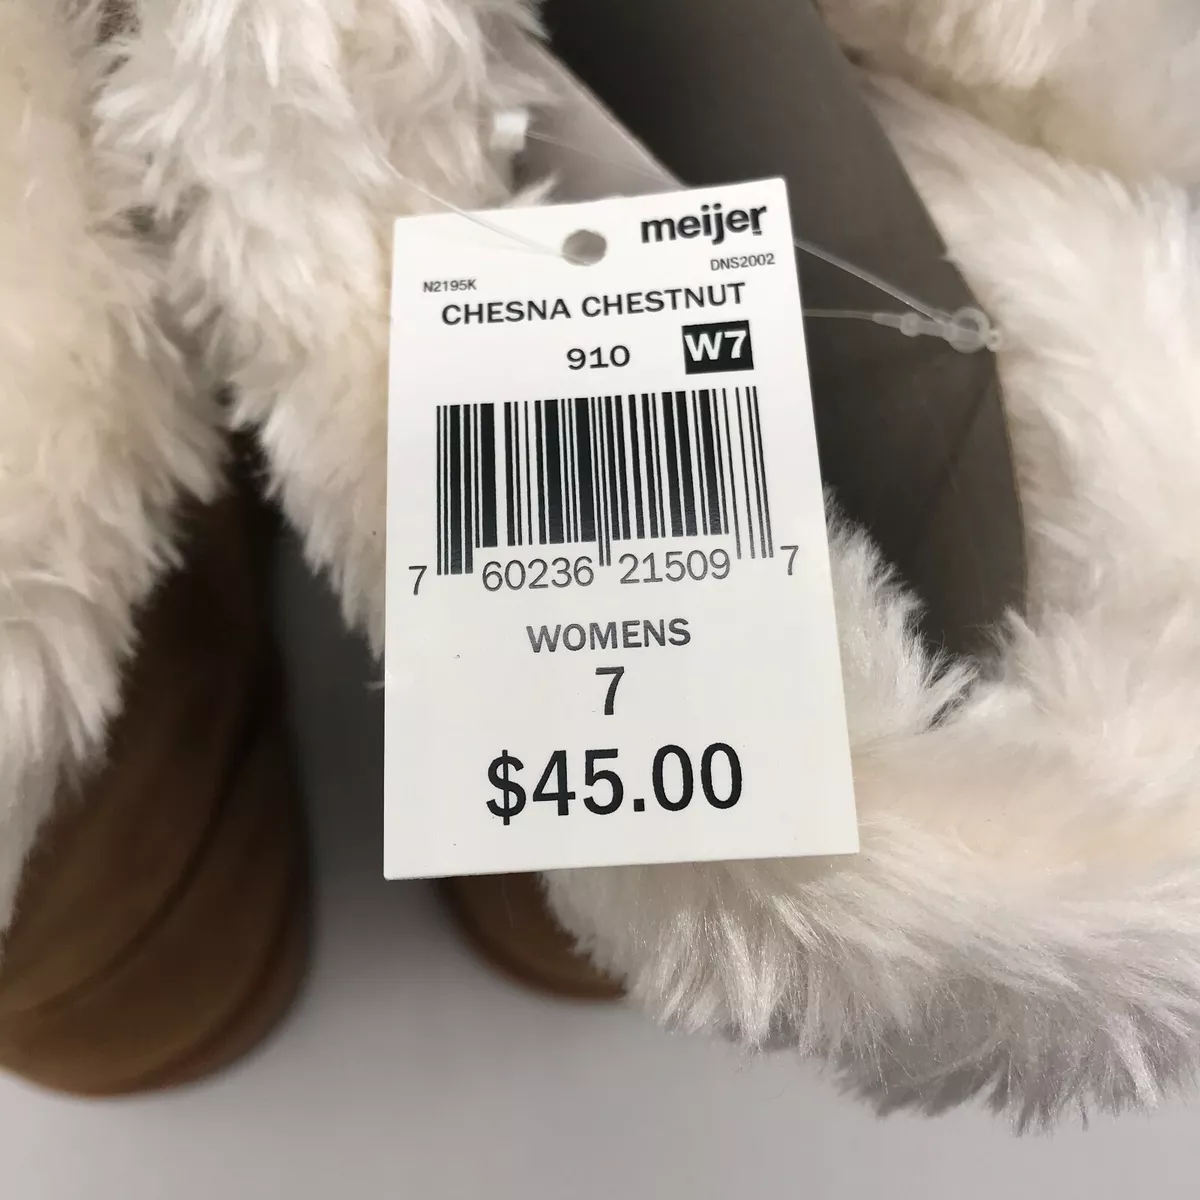 meijer
N2195K DNS2002
CHESNA CHESTNUT
910 W7
7 60236 21509 7
WOMENS
7
$45.00